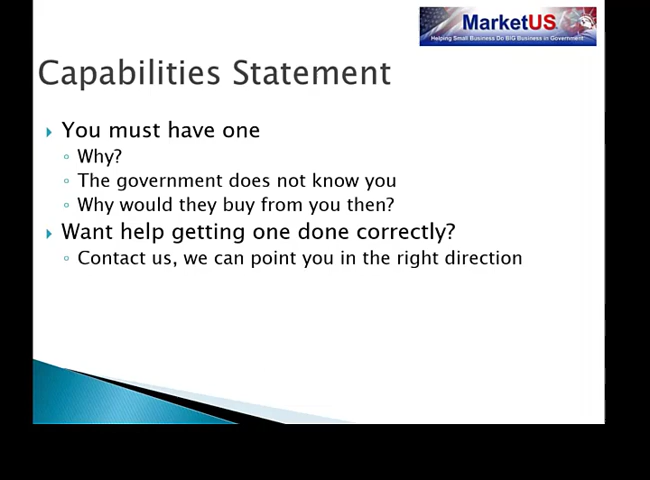 MarketUS
Helping Small Business Do BIG Business in Government
Capabilities Statement
You must have one
Why?
The government does not know you
Why would they buy from you then?
Want help getting one done correctly?
Contact us, we can point you in the right direction